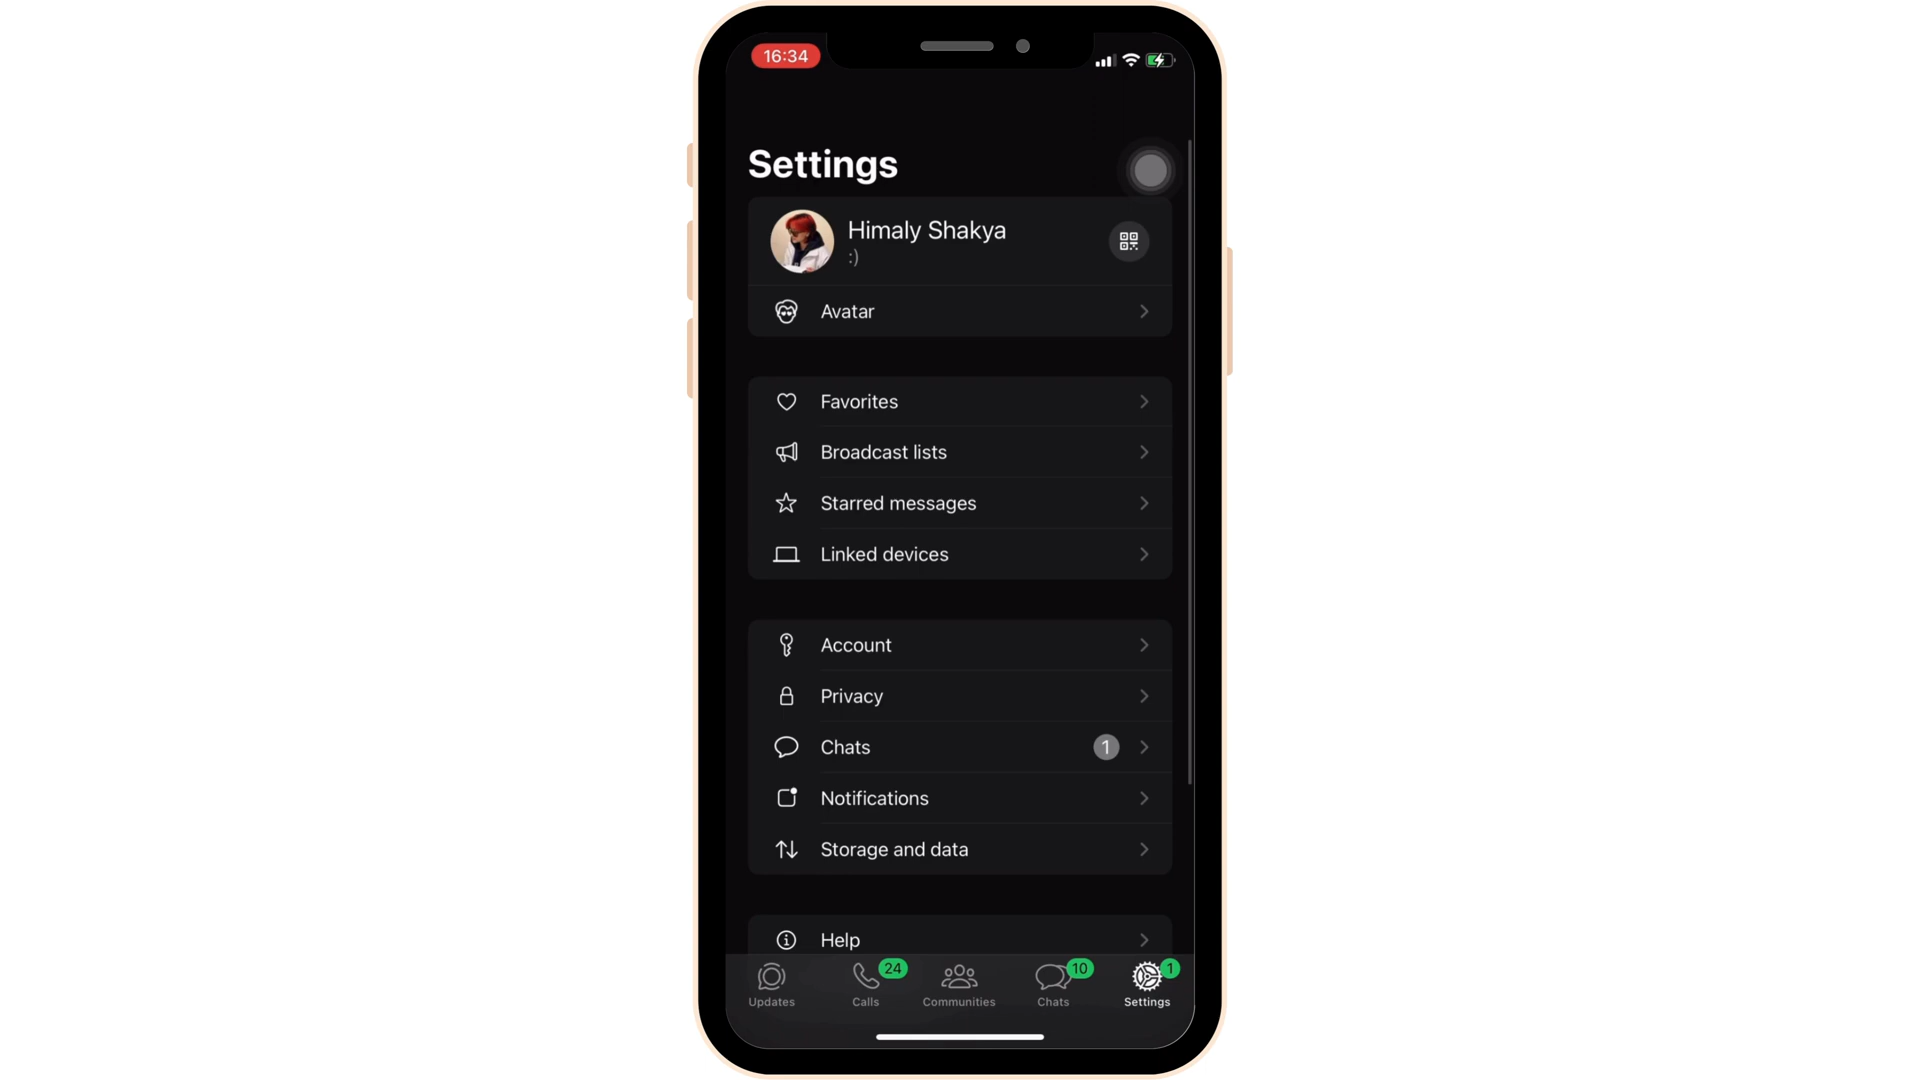 16:34
Settings
Himaly Shakya
:)
Avatar
Favorites
Broadcast lists
Starred messages
Linked devices
Account
Privacy
Chats 1
Notifications
Storage and data
Help
24 10 1
Updates Calls Communities Chats Settings